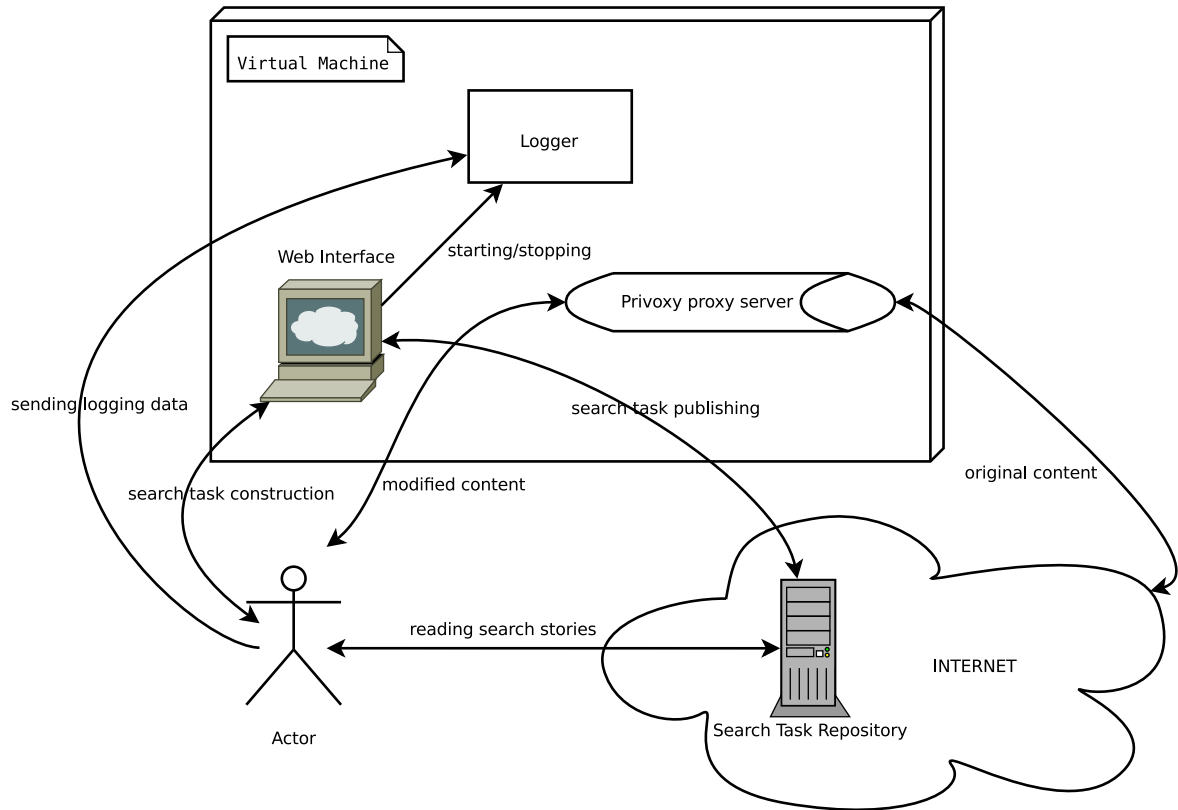 Virtual Machine
Logger
Web Interface
starting/stopping
Privoxy proxy server
sending logging data
search task publishing
search task construction
modified content
original content
reading search stories
INTERNET
Search Task Repository
Actor